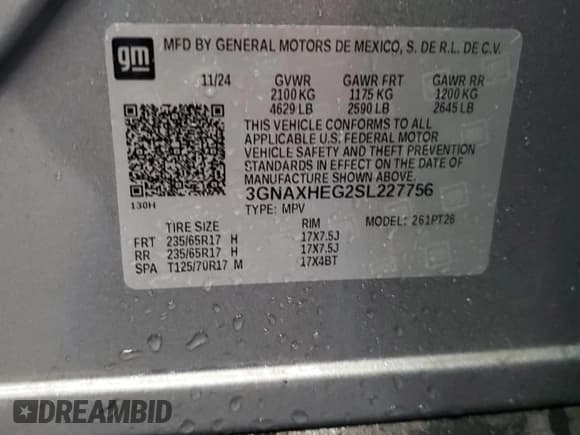 gm MFD BY GENERAL MOTORS DE MEXICO, S. DE R.L. DE C.V.
11/24 GVWR GAWR FRT GAWR RR
2100 KG 1175 KG 1200 KG
4629 LB 2590 LB 2645 LB
THIS VEHICLE CONFORMS TO ALL
APPLICABLE U.S. FEDERAL MOTOR
VEHICLE SAFETY AND THEFT PREVENTION
STANDARDS IN EFFECT ON THE DATE OF
MANUFACTURE SHOWN ABOVE.
3GNAXHEG2SL227756
130H
TYPE: MPV MODEL: 261PT26
TIRE SIZE RIM
FRT 235/65R17 H 17X7.5J
RR 235/65R17 H 17X7.5J
SPA T125/70R17 M 17X4BT
DREAMBID